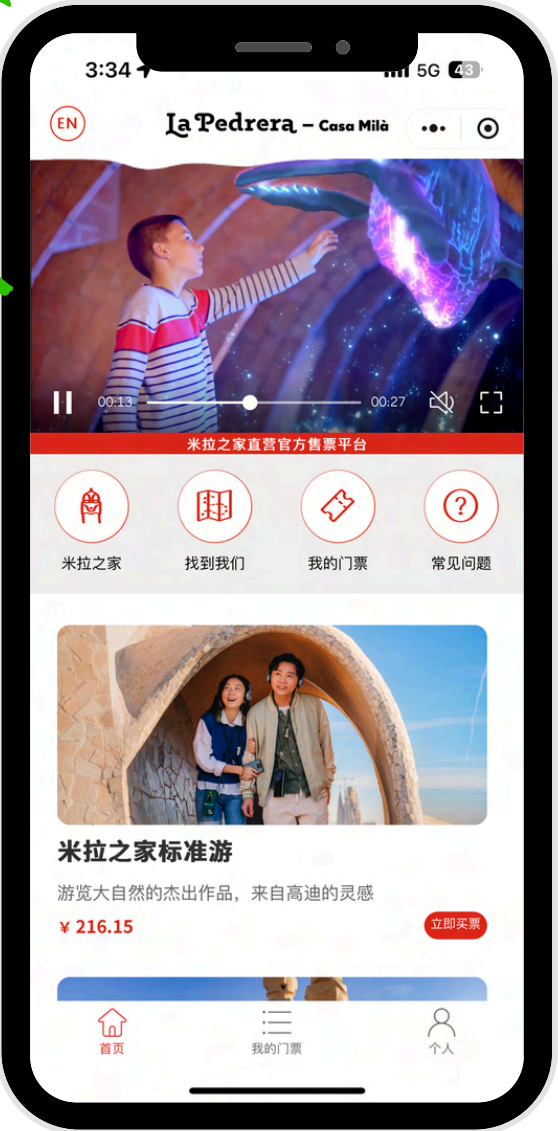 3:34
5G 43
EN
La Pedrera – Casa Milà
00:13
00:27
米拉之家直营官方售票平台
米拉之家
找到我们
我的门票
常见问题
米拉之家标准游
游览大自然的杰出作品，来自高迪的灵感
¥ 216.15
立即买票
首页
我的门票
个人